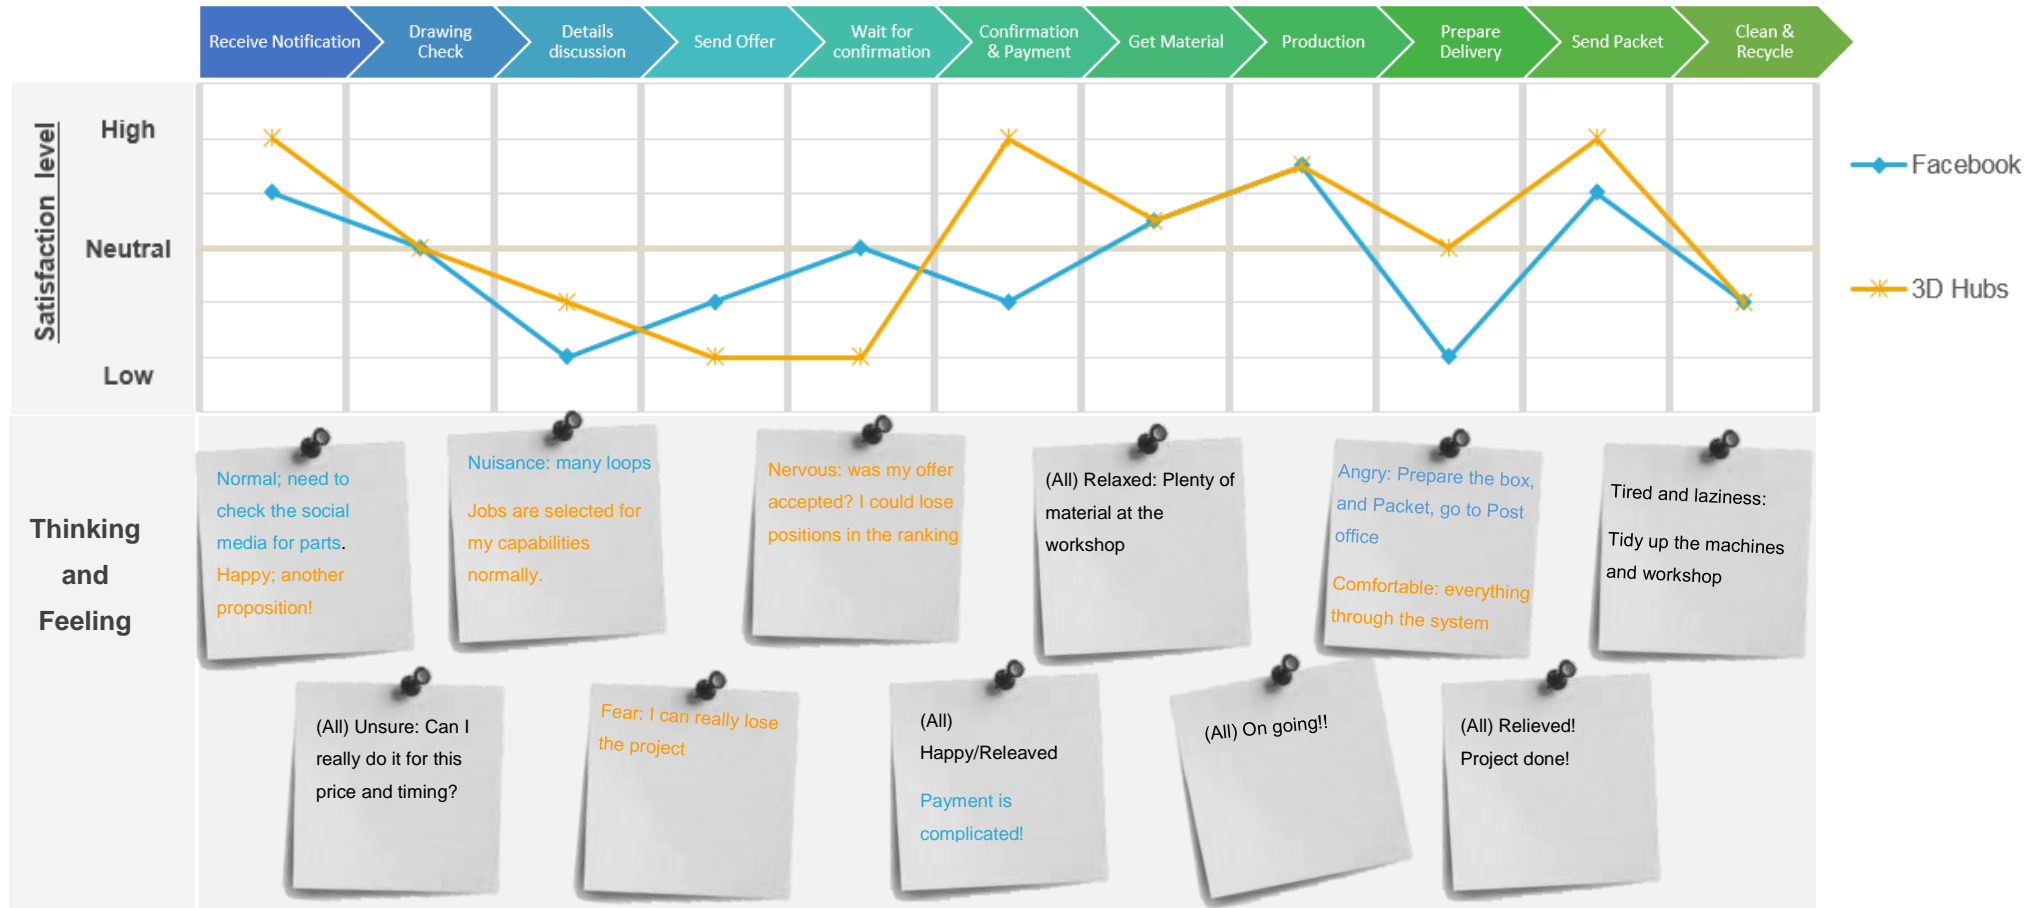 Receive Notification
Drawing
Check
Details
discussion
Send Offer
Wait for
confirmation
Confirmation
& Payment
Get Material
Production
Prepare
Delivery
Send Packet
Clean &
Recycle
Satisfaction level
High
Neutral
Low
Facebook
3D Hubs
Thinking
and
Feeling
Normal; need to
check the social
media for parts.
Happy; another
proposition!
Nuisance: many loops
Jobs are selected for
my capabilities
normally.
Nervous: was my offer
accepted? I could lose
positions in the ranking
(All) Relaxed: Plenty of
material at the
workshop
Angry: Prepare the box,
and Packet, go to Post
office
Comfortable: everything
through the system
Tired and laziness:
Tidy up the machines
and workshop
(All) Unsure: Can I
really do it for this
price and timing?
Fear: I can really lose
the project
(All)
Happy/Releaved
Payment is
complicated!
(All) On going!!
(All) Relieved!
Project done!